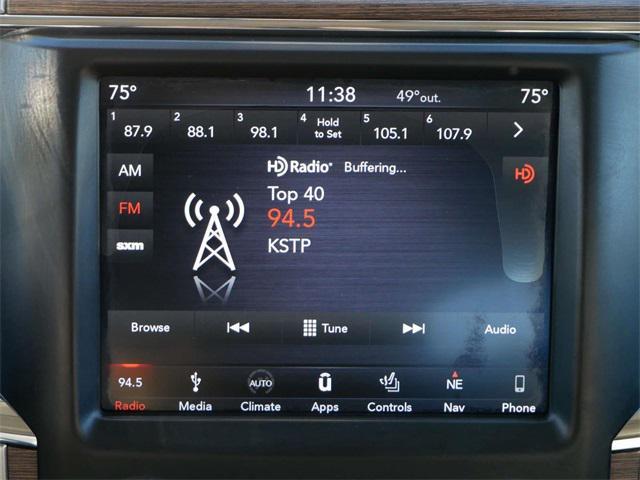 75° 11:38 49°out. 75°
1 87.9 2 88.1 3 98.1 4 Hold to Set 5 105.1 6 107.9
AM
FM
sxm
HD Radio Buffering...
HD
Top 40
94.5
KSTP
Browse Tune Audio
94.5 AUTO NE
Radio Media Climate Apps Controls Nav Phone